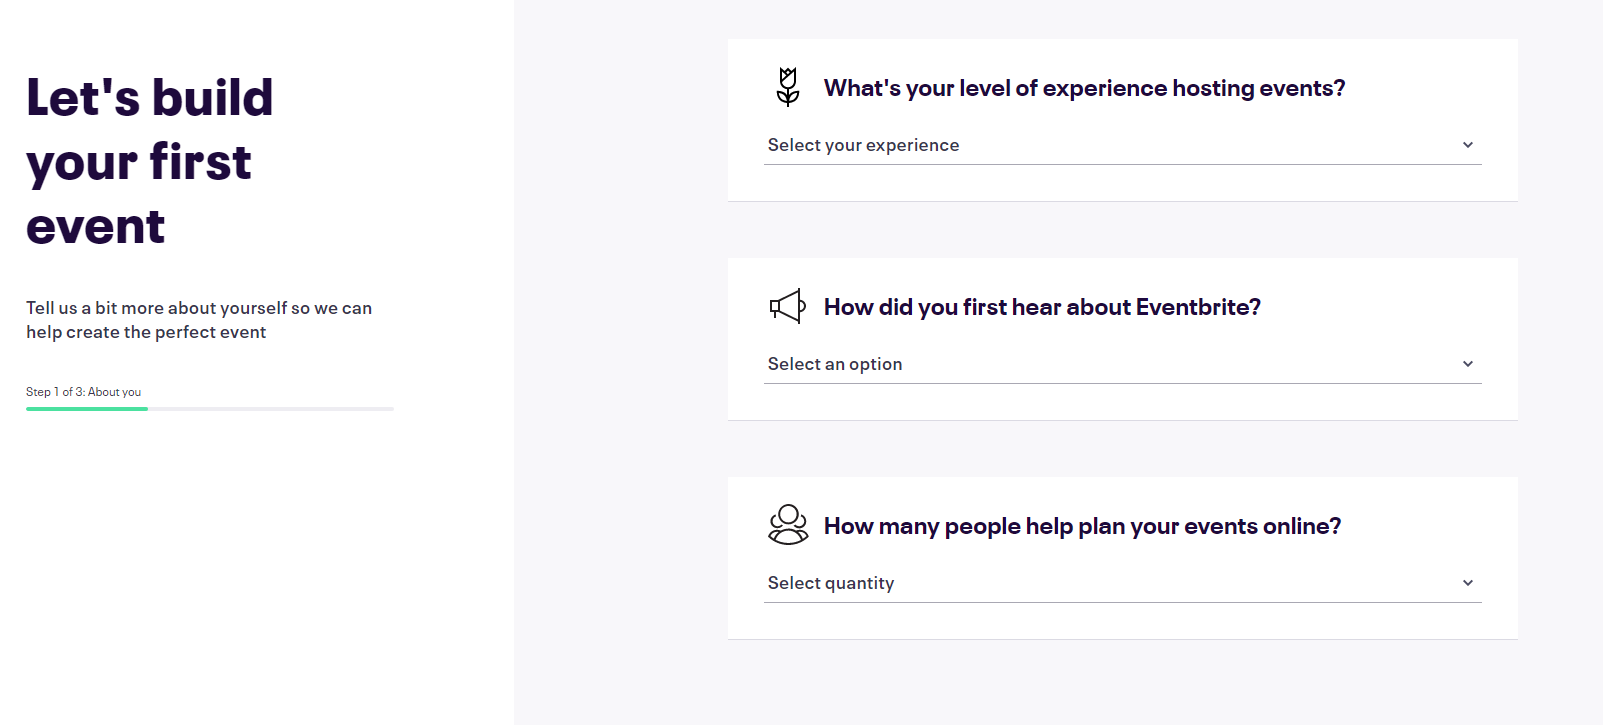 Let's build
your first
event
Tell us a bit more about yourself so we can
help create the perfect event
Step 1 of 3: About you
What's your level of experience hosting events?
Select your experience
How did you first hear about Eventbrite?
Select an option
How many people help plan your events online?
Select quantity